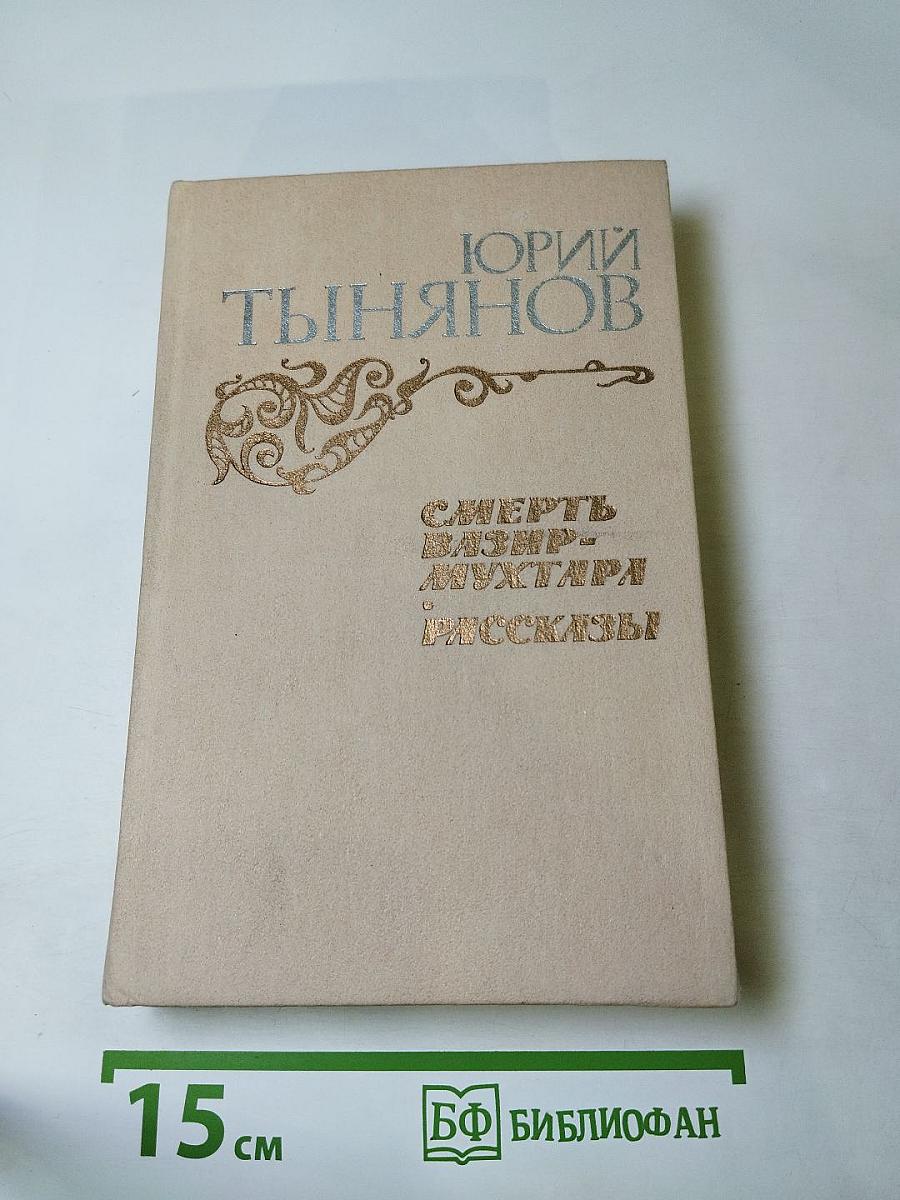 ЮРИЙ
ТЫНЯНОВ
СМЕРТЬ
ВАЗИР-
МУХТАРА
.
РАССКАЗЫ
15 см
БФ БИБЛИОФАН